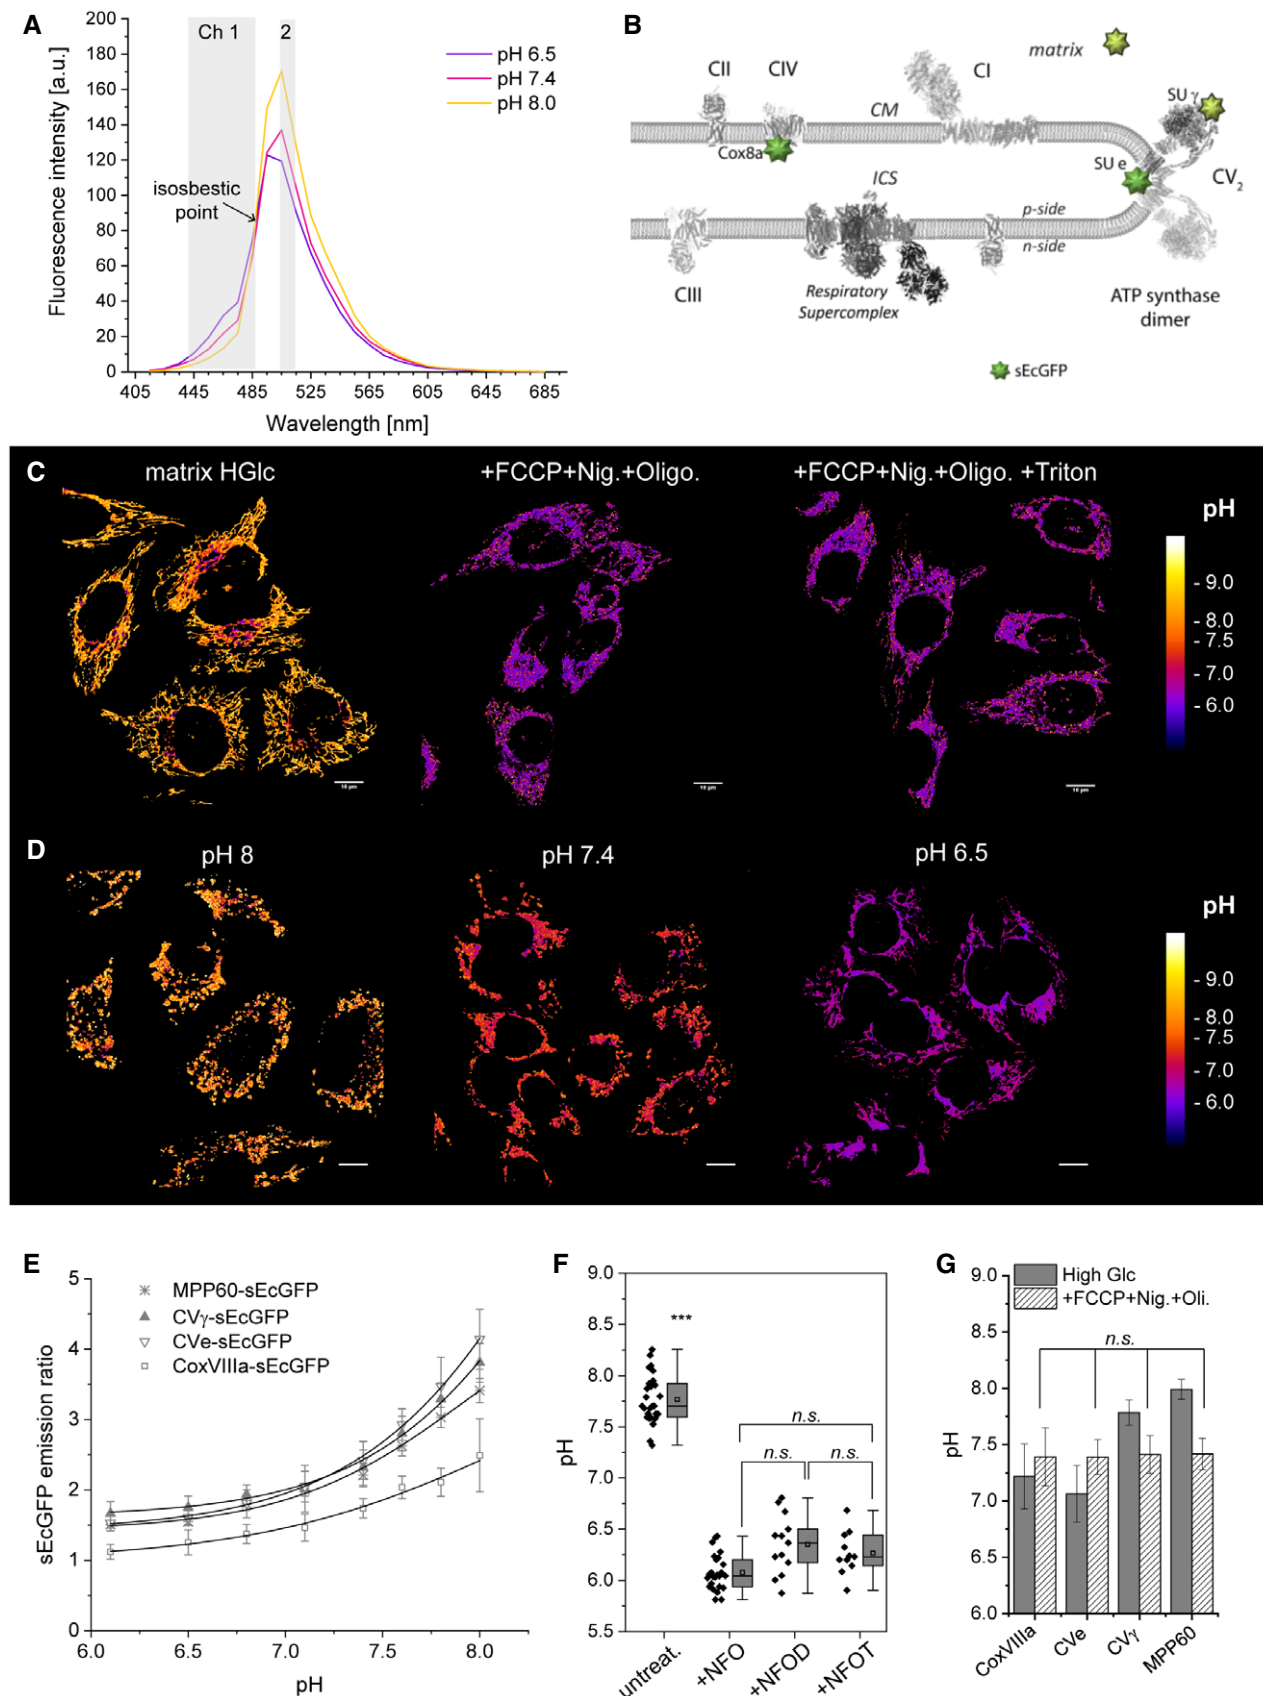 A
Fluorescence intensity [a.u.]
200
180
160
140
120
100
80
60
40
20
0
Ch 1
2
pH 6.5
pH 7.4
pH 8.0
isosbestic
point
405 445 485 525 565 605 645 685
Wavelength [nm]
B
matrix
CII
CIV
CI
SU γ
CM
Cox8a
SU e
CV2
ICS
p-side
n-side
CIII
Respiratory
Supercomplex
ATP synthase
dimer
sEcGFP
C
matrix HGlc
+FCCP+Nig.+Oligo.
+FCCP+Nig.+Oligo. +Triton
pH
- 9.0
- 8.0
- 7.5
- 7.0
- 6.0
10 µm
10 µm
10 µm
D
pH 8
pH 7.4
pH 6.5
pH
- 9.0
- 8.0
- 7.5
- 7.0
- 6.0
E
sEcGFP emission ratio
5
4
3
2
1
0
MPP60-sEcGFP
CVγ-sEcGFP
CVe-sEcGFP
CoxVIIIa-sEcGFP
6.0 6.5 7.0 7.5 8.0
pH
F
pH
9.0
8.5
8.0
7.5
7.0
6.5
6.0
5.5
***
n.s.
n.s.
n.s.
untreat.
+NFO
+NFOD
+NFOT
G
High Glc
+FCCP+Nig.+Oli.
pH
9.0
8.5
8.0
7.5
7.0
6.5
6.0
n.s.
CoxVIIIa
CVe
CVγ
MPP60